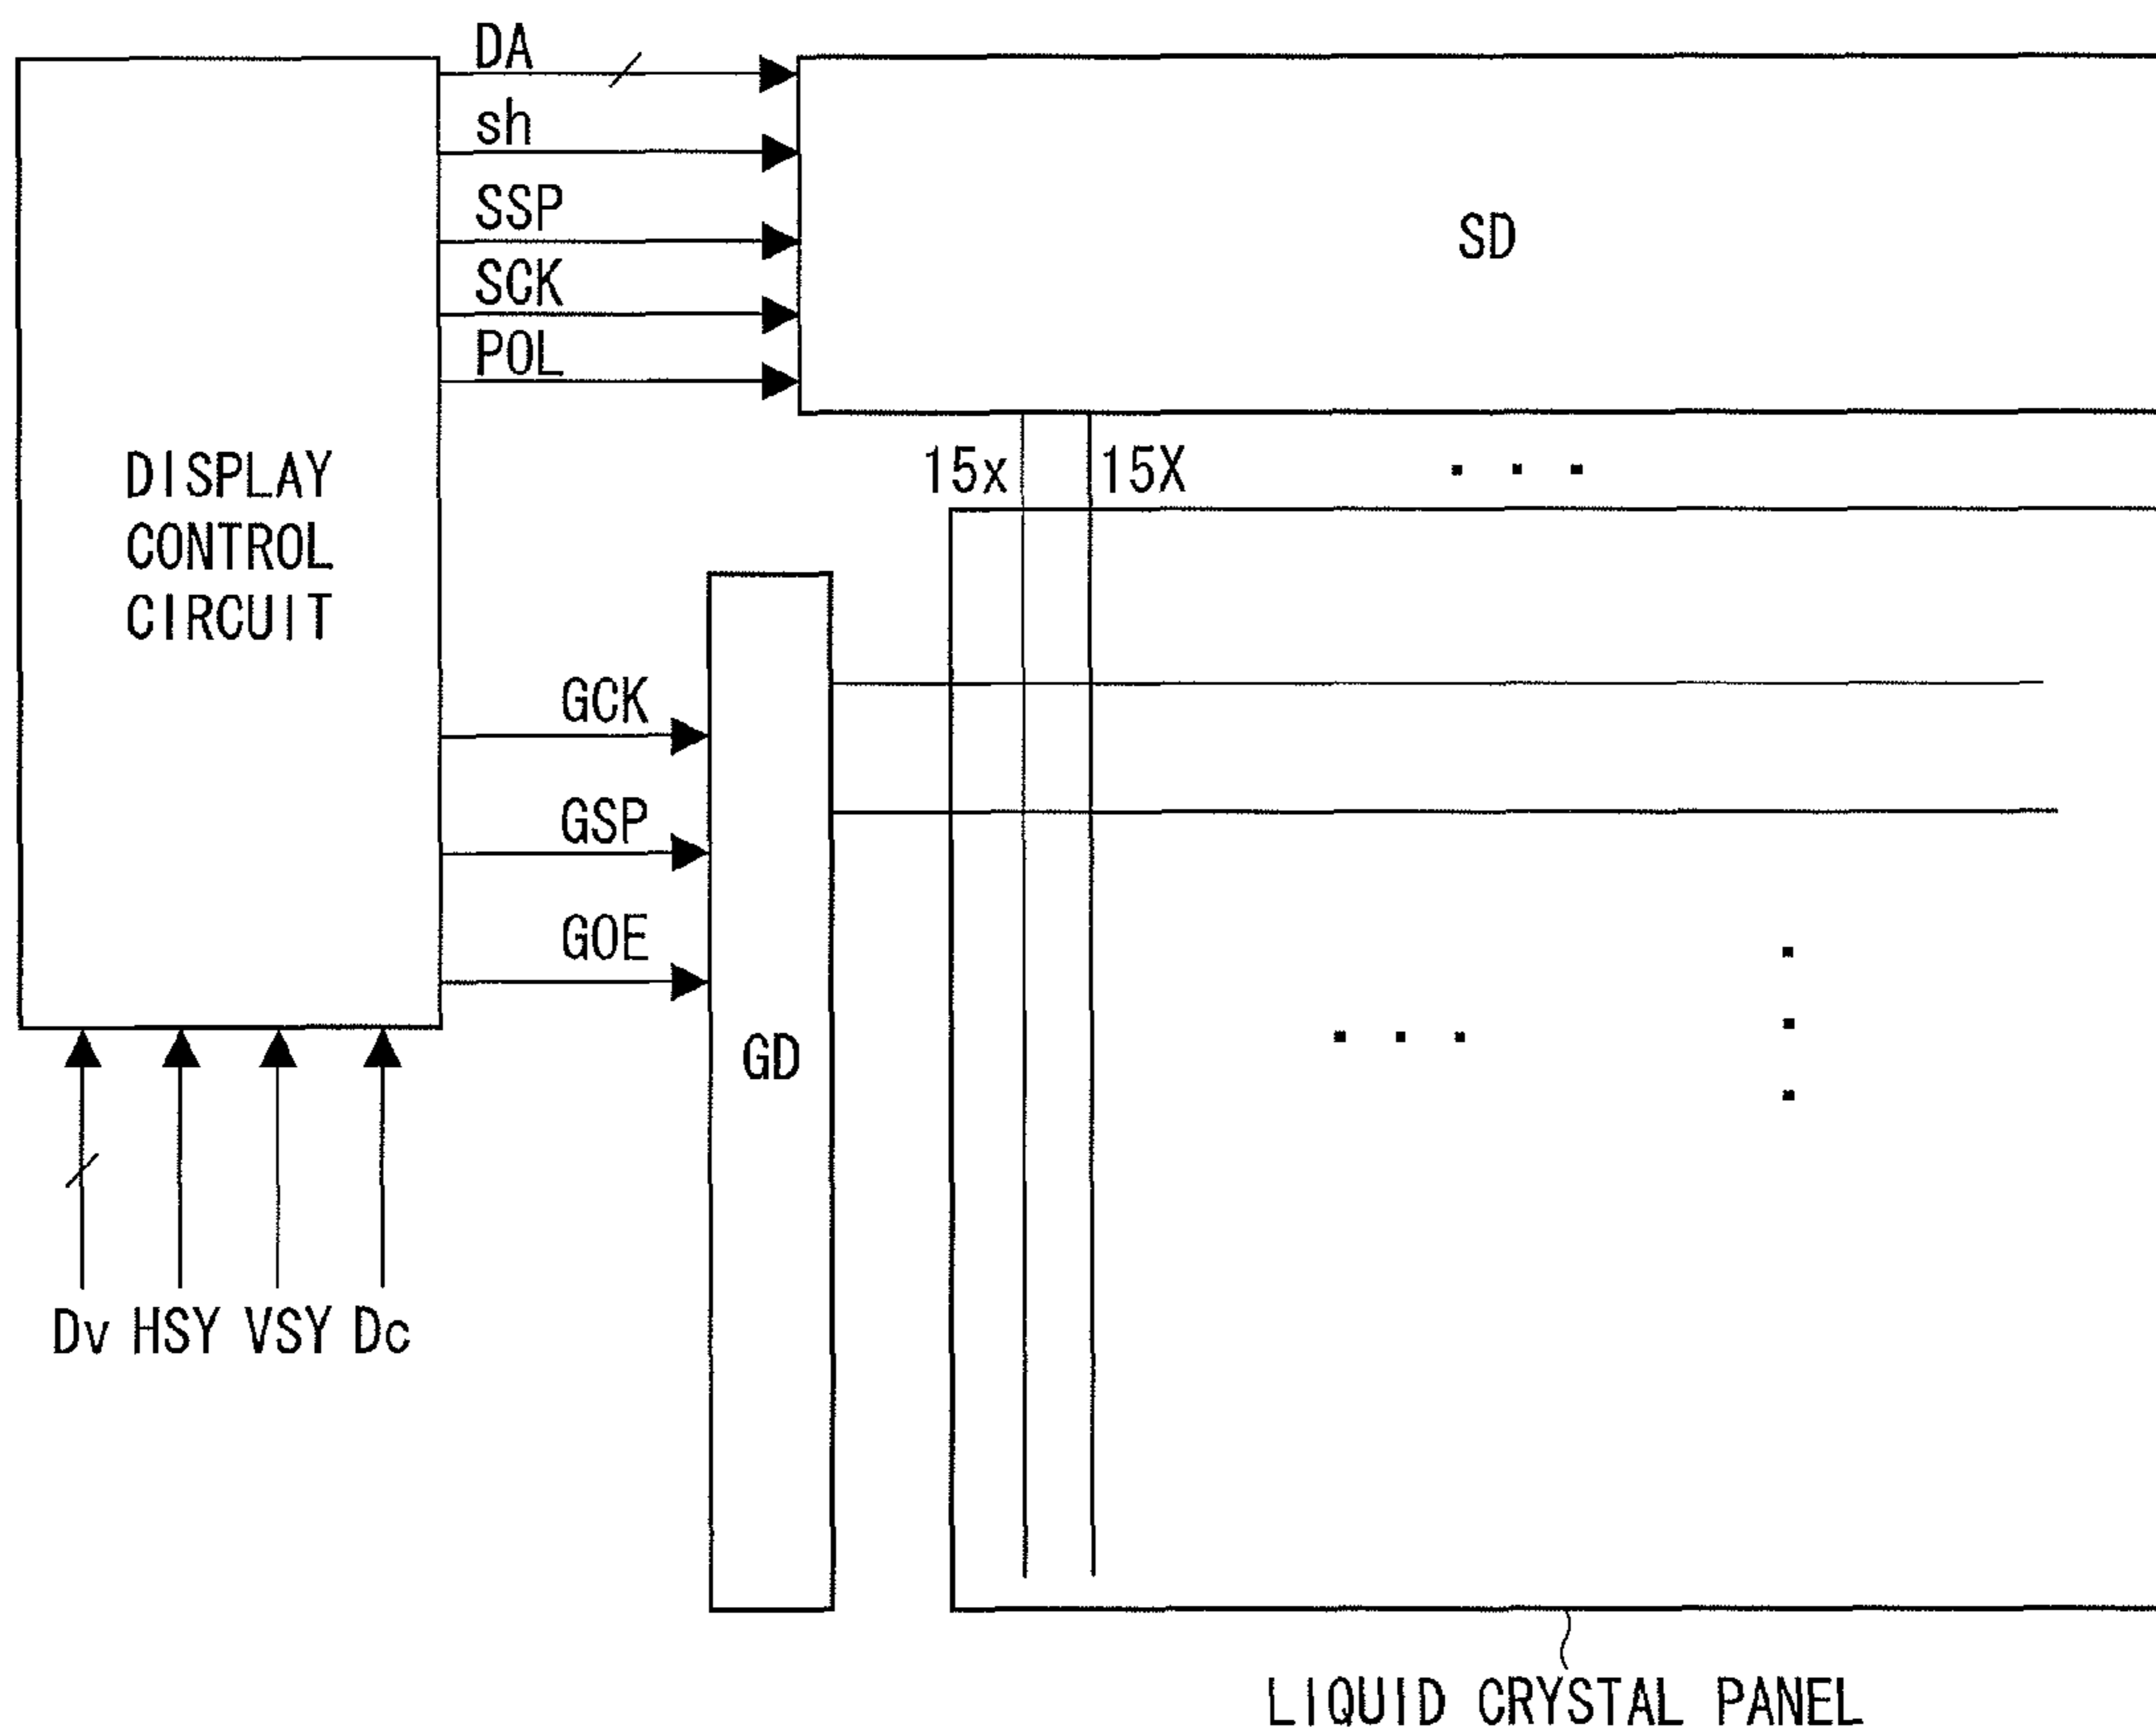 DA
sh
SSP
SCK
POL
SD
DISPLAY
CONTROL
CIRCUIT
15x
15X
GCK
GSP
GOE
GD
Dv HSY VSY Dc
LIQUID CRYSTAL PANEL